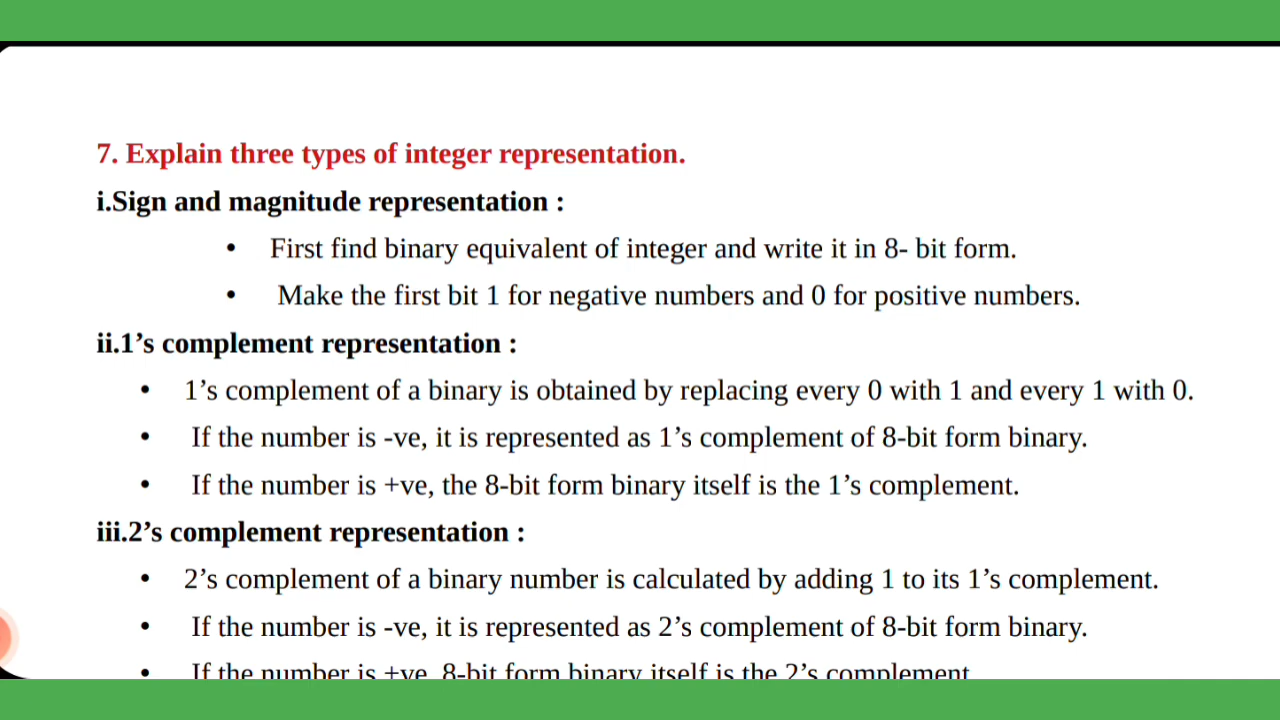 7. Explain three types of integer representation.
i.Sign and magnitude representation :
• First find binary equivalent of integer and write it in 8- bit form.
• Make the first bit 1 for negative numbers and 0 for positive numbers.
ii.1’s complement representation :
• 1’s complement of a binary is obtained by replacing every 0 with 1 and every 1 with 0.
• If the number is -ve, it is represented as 1’s complement of 8-bit form binary.
• If the number is +ve, the 8-bit form binary itself is the 1’s complement.
iii.2’s complement representation :
• 2’s complement of a binary number is calculated by adding 1 to its 1’s complement.
• If the number is -ve, it is represented as 2’s complement of 8-bit form binary.
• If the number is +ve, 8-bit form binary itself is the 2’s complement